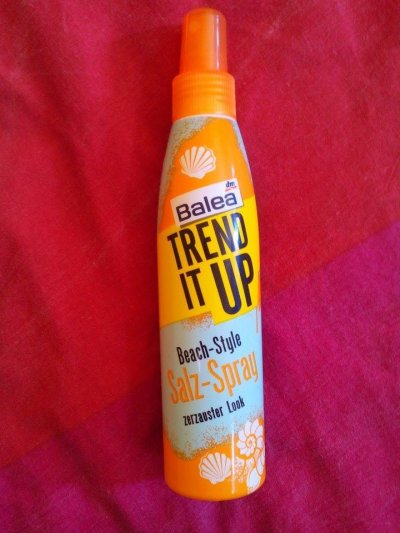 dm
Balea
TREND
IT UP
Beach-Style
Salz-Spray
zerzauster Look